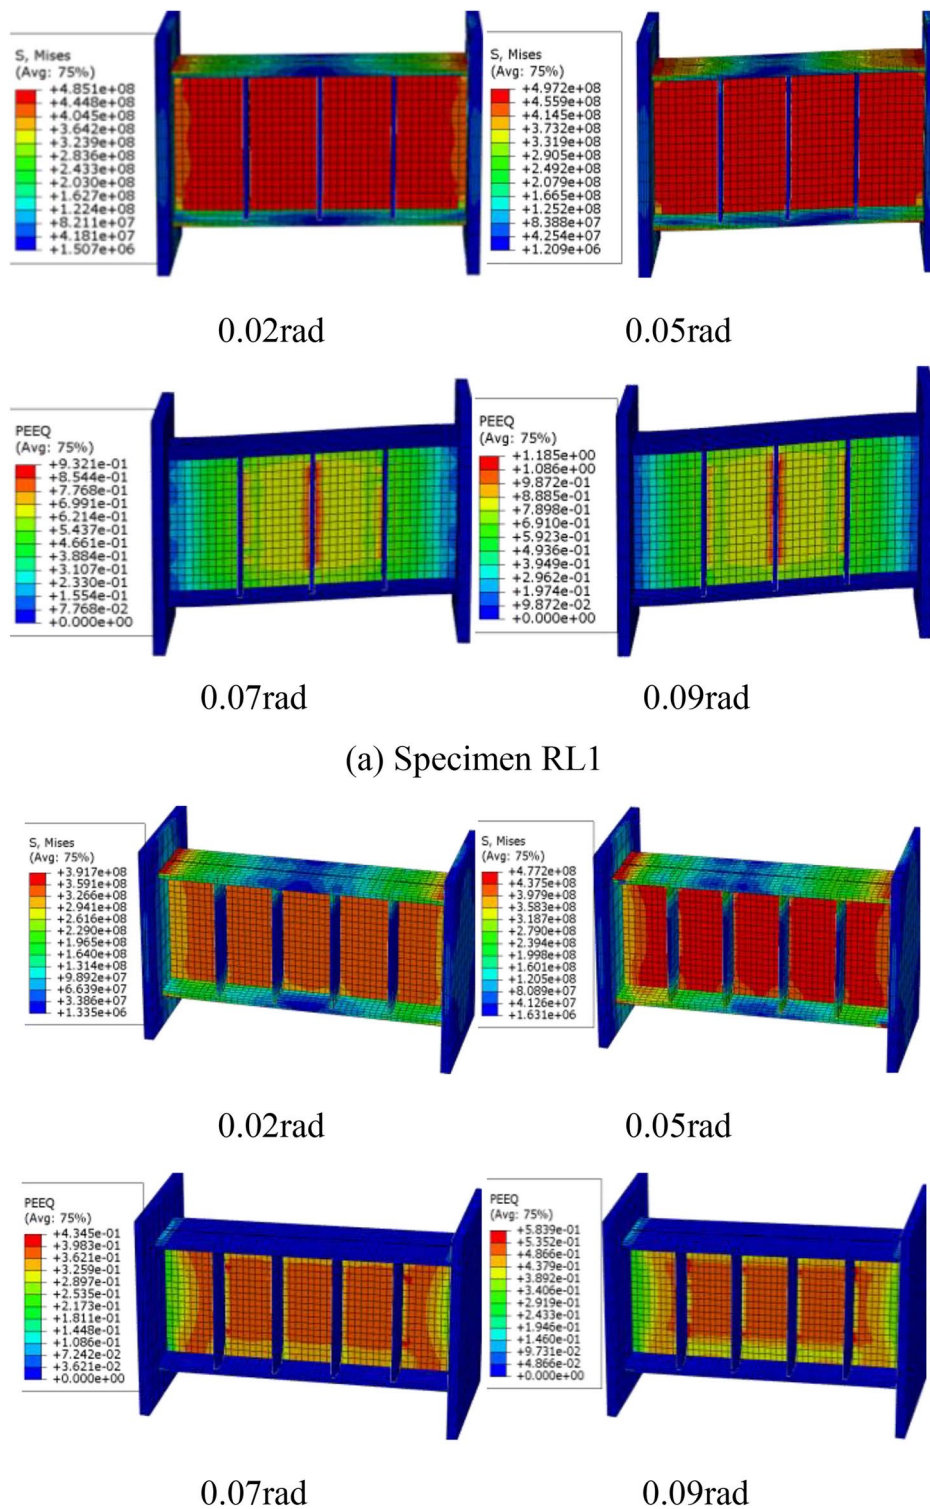 S, Mises
(Avg: 75%)
+4.851e+08
+4.448e+08
+4.045e+08
+3.642e+08
+3.239e+08
+2.836e+08
+2.433e+08
+2.030e+08
+1.627e+08
+1.224e+08
+8.211e+07
+4.181e+07
+1.507e+06
S, Mises
(Avg: 75%)
+4.972e+08
+4.559e+08
+4.145e+08
+3.732e+08
+3.319e+08
+2.905e+08
+2.492e+08
+2.079e+08
+1.665e+08
+1.252e+08
+8.388e+07
+4.254e+07
+1.209e+06
0.02rad
0.05rad
PEEQ
(Avg: 75%)
+9.321e-01
+8.544e-01
+7.768e-01
+6.991e-01
+6.214e-01
+5.437e-01
+4.661e-01
+3.884e-01
+3.107e-01
+2.330e-01
+1.554e-01
+7.768e-02
+0.000e+00
PEEQ
(Avg: 75%)
+1.185e+00
+1.086e+00
+9.872e-01
+8.885e-01
+7.898e-01
+6.910e-01
+5.923e-01
+4.936e-01
+3.949e-01
+2.962e-01
+1.974e-01
+9.872e-02
+0.000e+00
0.07rad
0.09rad
(a) Specimen RL1
S, Mises
(Avg: 75%)
+3.917e+08
+3.591e+08
+3.266e+08
+2.941e+08
+2.616e+08
+2.290e+08
+1.965e+08
+1.640e+08
+1.314e+08
+9.892e+07
+6.639e+07
+3.386e+07
+1.335e+06
S, Mises
(Avg: 75%)
+4.772e+08
+4.375e+08
+3.979e+08
+3.583e+08
+3.187e+08
+2.790e+08
+2.394e+08
+1.998e+08
+1.601e+08
+1.205e+08
+8.089e+07
+4.126e+07
+1.631e+06
0.02rad
0.05rad
PEEQ
(Avg: 75%)
+4.345e-01
+3.983e-01
+3.621e-01
+3.259e-01
+2.897e-01
+2.535e-01
+2.173e-01
+1.811e-01
+1.448e-01
+1.086e-01
+7.242e-02
+3.621e-02
+0.000e+00
PEEQ
(Avg: 75%)
+5.839e-01
+5.352e-01
+4.866e-01
+4.379e-01
+3.892e-01
+3.406e-01
+2.919e-01
+2.433e-01
+1.946e-01
+1.460e-01
+9.731e-02
+4.866e-02
+0.000e+00
0.07rad
0.09rad